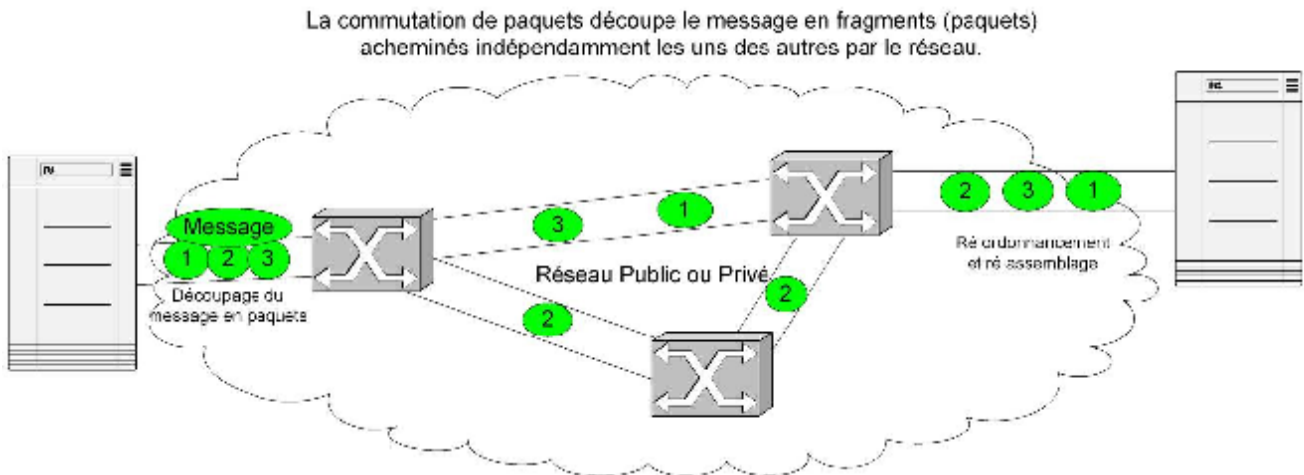 La commutation de paquets découpe le message en fragments (paquets)
acheminés indépendamment les uns des autres par le réseau.
Message
1 2 3
Découpage du
message en paquets
3
1
Réseau Public ou Privé
2
2
2 3 1
Ré ordonnancement
et ré assemblage